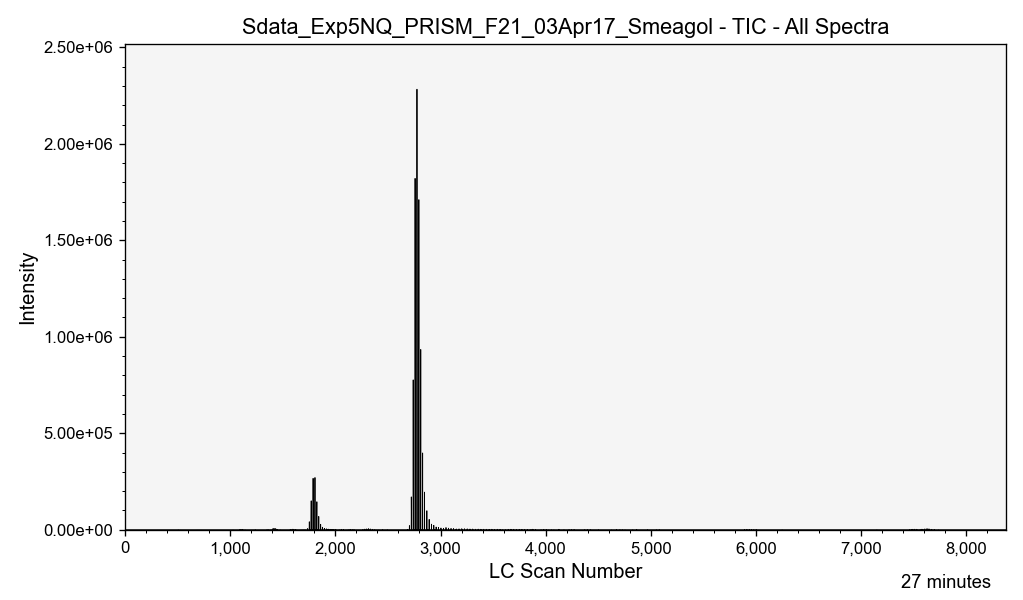 Sdata_Exp5NQ_PRISM_F21_03Apr17_Smeagol - TIC - All Spectra
2.50e+06
2.00e+06
1.50e+06
1.00e+06
5.00e+05
0.00e+00
Intensity
0 1,000 2,000 3,000 4,000 5,000 6,000 7,000 8,000
LC Scan Number
27 minutes